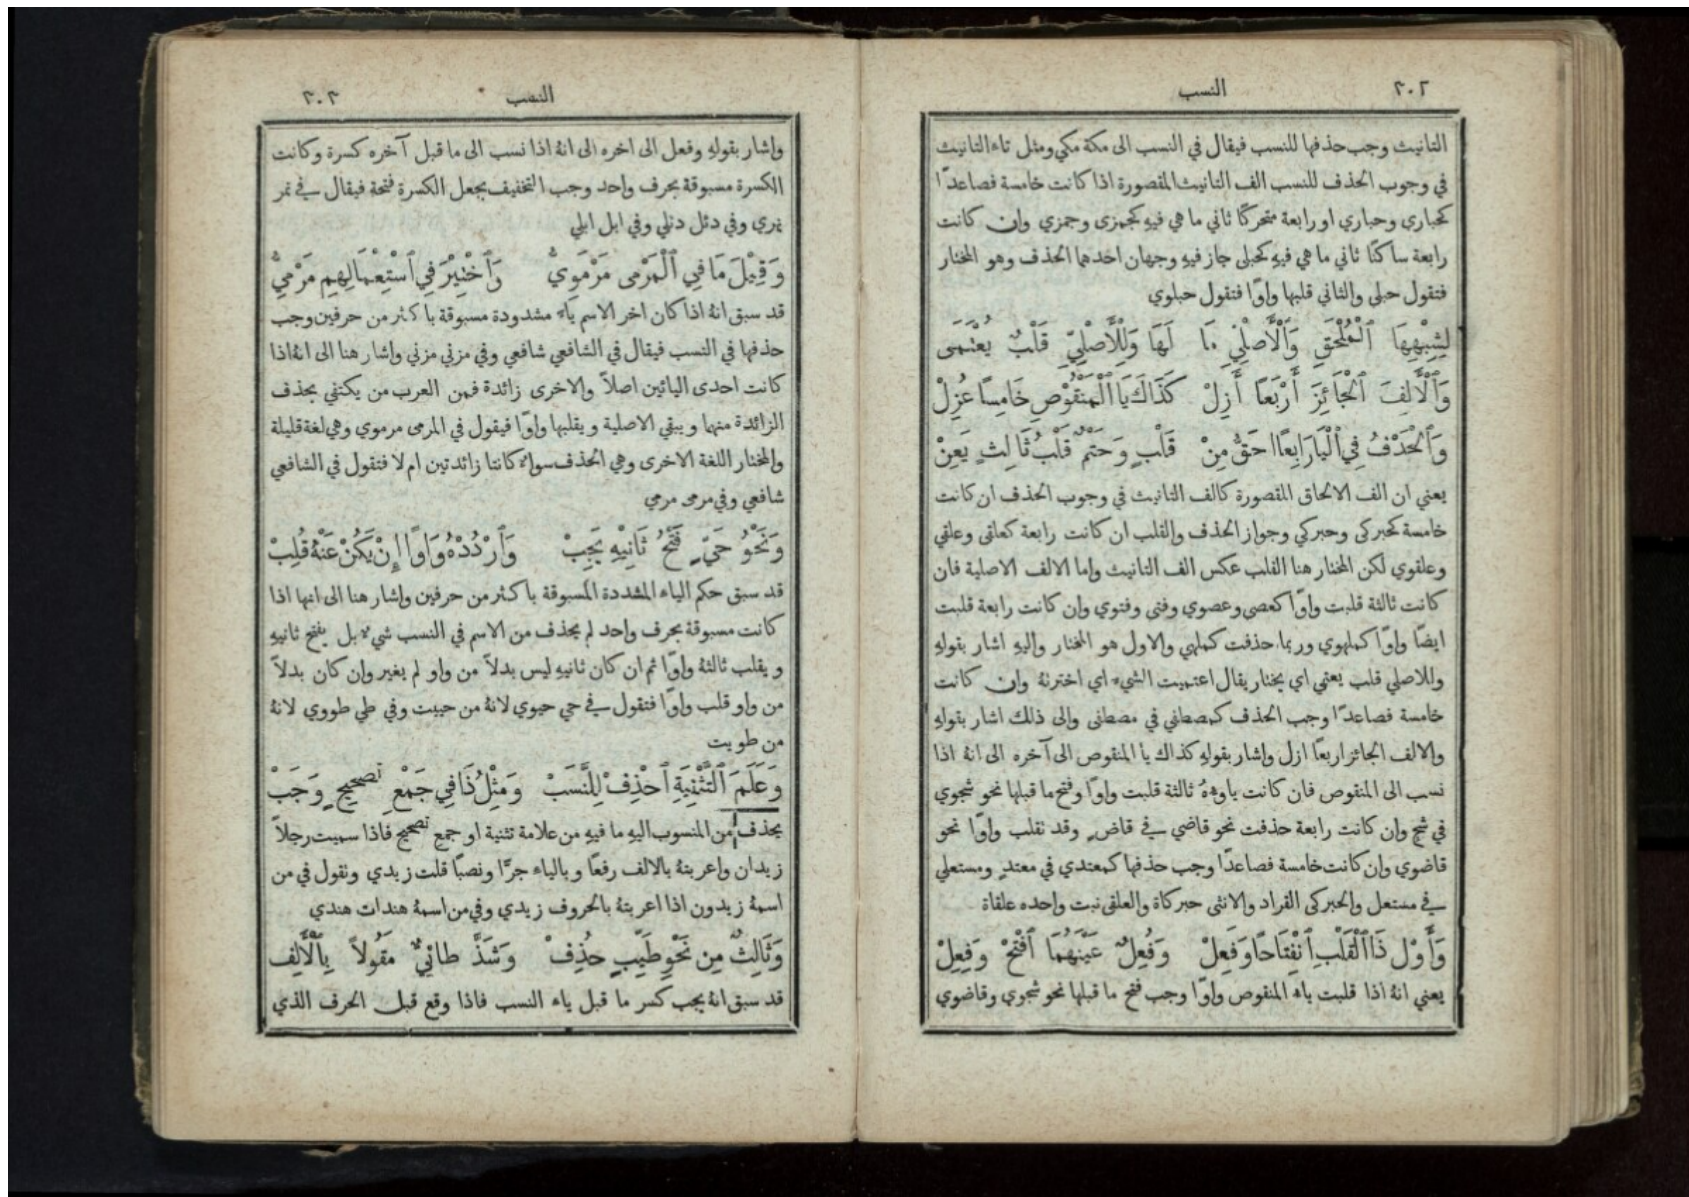 ٣٠٢
النسب
التانيث وجب حذفها للنسب فيقال في النسب الى مكة مكي ومثل تاء التانيث
في وجوب الحذف للنسب الف التانيث المقصورة اذا كانت خامسة فصاعدًا
كحبارى وحباري او رابعة متحركًا ثاني ما هي فيهِ كجمزى وجمزي وان كانت
رابعة ساكنًا ثاني ما هي فيهِ كحبلى جاز فيهِ وجهان احدهما الحذف وهو المختار
فتقول حبلي والثاني قلبها واوًا فتقول حبلوي
لِشِبْهِهَا ٱلْمُلْحَقِ وَٱلْأَصْلِيِ مَا لَهَا وَلِلْأَصْلِيِّ قَلْبٌ يُعْتَمَى
وَٱلْأَلِفَ ٱلْجَائِزَ أَرْبَعًا أَزِلْ كَذَاكَ يَا ٱلْمَنْقُوصِ خَامِسًا عُزِلْ
وَٱلْحَذْفُ فِي ٱلْيَا رَابِعًا احَقُّ مِنْ قَلْبٍ وَحَتْمٌ قَلْبُ ثَالِثٍ يَعِنْ
يعني ان الف الالحاق المقصورة كالف التانيث في وجوب الحذف ان كانت
خامسة كحبركى وحبركي وجواز الحذف والقلب ان كانت رابعة كعلقى وعلقي
وعلقوي لكن المختار هنا القلب عكس الف التانيث واما الالف الاصلية فان
كانت ثالثة قلبت واوًا كعصى وعصوي وفتى وفتوي وان كانت رابعة قلبت
ايضًا واوًا كملهوي وربما حذفت كملهي والاول هو المختار واليهِ اشار بقولهِ
وللاصلي قلب يعتمي اي يختار يقال اعتميت الشيء اي اخترتهُ وان كانت
خامسة فصاعدًا وجب الحذف كمصطفي في مصطفى والى ذلك اشار بقولهِ
والالف الجائز اربعًا ازل واشار بقولهِ كذاك يا المنقوص الى آخره الى انهُ اذا
نسب الى المنقوص فان كانت ياوهُ ثالثة قلبت واوًا وفتح ما قبلها نحو شجوي
في شجٍ وان كانت رابعة حذفت نحو قاضي في قاضٍ وقد تقلب واوًا نحو
قاضوي وان كانت خامسة فصاعدًا وجب حذفها كمعتدي في معتدٍ ومستعلي
في مستعل والحبركى القراد والانثى حبركاة والعلقى نبت واحده علقاة
وَأَوْلِ ذَا ٱلْقَلْبِ ٱنْفِتَاحًا وَفَعِلْ وَفُعِلٌ عَيْنَهُمَا ٱفْتَحْ وَفِعِلْ
يعني انهُ اذا قلبت ياء المنقوص واوًا وجب فتح ما قبلها نحو شجوي وقاضوي
٣٠٣
النسب
واشار بقولهِ وفعل الى اخره الى انهُ اذا نسب الى ما قبل آخره كسرة وكانت
الكسرة مسبوقة بحرف واحد وجب التخفيف بجعل الكسرة فتحة فيقال في نمر
نمري وفي دئل دئلي وفي ابل ابلي
وَقِيْلَ مَا فِي ٱلْمَرْمى مَرْمَوِيُّ وَٱخْتِيْرَ فِي ٱسْتِعْمَالِهِم مَرْمِيُّ
قد سبق انهُ اذا كان اخر الاسم ياء مشدودة مسبوقة باكثر من حرفين وجب
حذفها في النسب فيقال في الشافعي شافعي وفي مزني مزني واشار هنا الى انهُ اذا
كانت احدى اليائين اصلاً والاخرى زائدة فمن العرب من يكتفي بحذف
الزائدة منها ويبقي الاصلية ويقلبها واوًا فيقول في المرمى مرموي وهي لغة قليلة
والمختار اللغة الاخرى وهي الحذف سواء كانتا زائدتين ام لا فتقول في الشافعي
شافعي وفي مرمى مرمي
وَنَحْوُ حَيٍّ فَتْحُ ثَانِيْهِ يَجِبْ وَٱرْدُدْهُ وَاوًا إِنْ يَكُنْ عَنْهُ قُلِبْ
قد سبق حكم الياء المشددة المسبوقة باكثر من حرفين واشار هنا الى انها اذا
كانت مسبوقة بحرف واحد لم يحذف من الاسم في النسب شيء بل يفتح ثانيهِ
ويقلب ثالثهُ واوًا ثم ان كان ثانيهِ ليس بدلاً من واو لم يغير وان كان بدلاً
من واو قلب واوًا فتقول في حي حيوي لانهُ من حييت وفي طي طووي لانهُ
من طويت
وَعَلَمَ ٱلتَّثْنِيَةِ ٱحْذِفْ لِلنَّسَبْ وَمِثْلُ ذَا فِي جَمْعِ تصحِيحٍ وَجَبْ
يحذف من المنسوب اليهِ ما فيهِ من علامة تثنية او جمع تصحيح فاذا سميت رجلاً
زيدان واعربتهُ بالالف رفعًا وبالياء جرًا ونصبًا قلت زيدي ونقول في من
اسمهُ زيدون اذا اعربتهُ بالحروف زيدي وفي من اسمهُ هندات هندي
وَثَالِثٌ مِن نَحْوِ طَيِّبٍ حُذِفْ وَشَذَّ طائِيٌّ مَقُولاً بِٱلْأَلِف
قد سبق انهُ يجب كسر ما قبل ياء النسب فاذا وقع قبل الحرف الذي